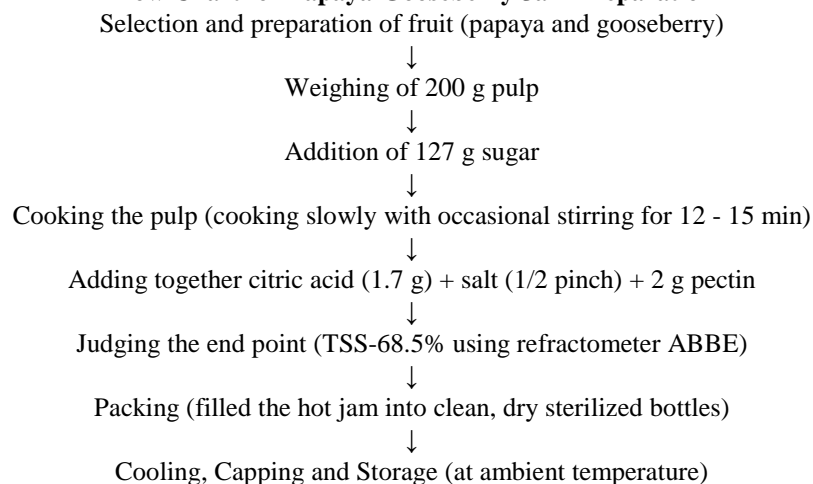 Selection and preparation of fruit (papaya and gooseberry)
↓
Weighing of 200 g pulp
↓
Addition of 127 g sugar
↓
Cooking the pulp (cooking slowly with occasional stirring for 12 - 15 min)
↓
Adding together citric acid (1.7 g) + salt (1/2 pinch) + 2 g pectin
↓
Judging the end point (TSS-68.5% using refractometer ABBE)
↓
Packing (filled the hot jam into clean, dry sterilized bottles)
↓
Cooling, Capping and Storage (at ambient temperature)